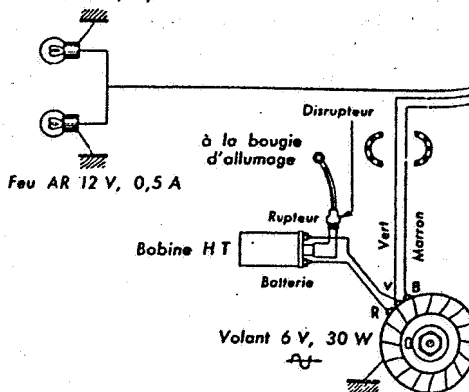 Disrupteur
à la bougie
d'allumage
Feu AR 12 V, 0,5 A
Rupteur
Vert
Marron
Bobine H T
Batterie
V
B
R
Volant 6 V, 30 W